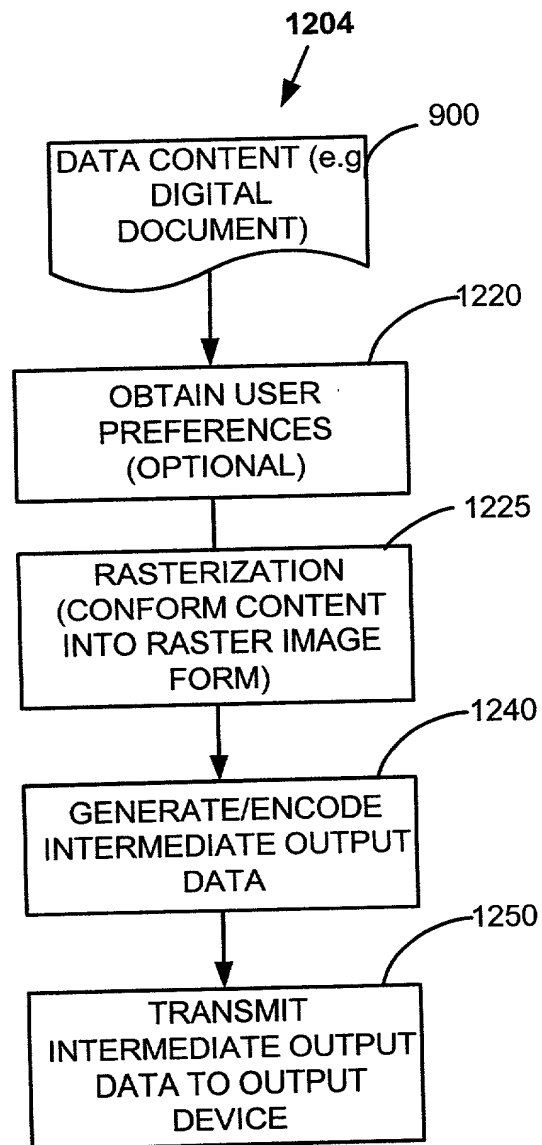 1204
900
DATA CONTENT (e.g
DIGITAL
DOCUMENT)
1220
OBTAIN USER
PREFERENCES
(OPTIONAL)
1225
RASTERIZATION
(CONFORM CONTENT
INTO RASTER IMAGE
FORM)
1240
GENERATE/ENCODE
INTERMEDIATE OUTPUT
DATA
1250
TRANSMIT
INTERMEDIATE OUTPUT
DATA TO OUTPUT
DEVICE